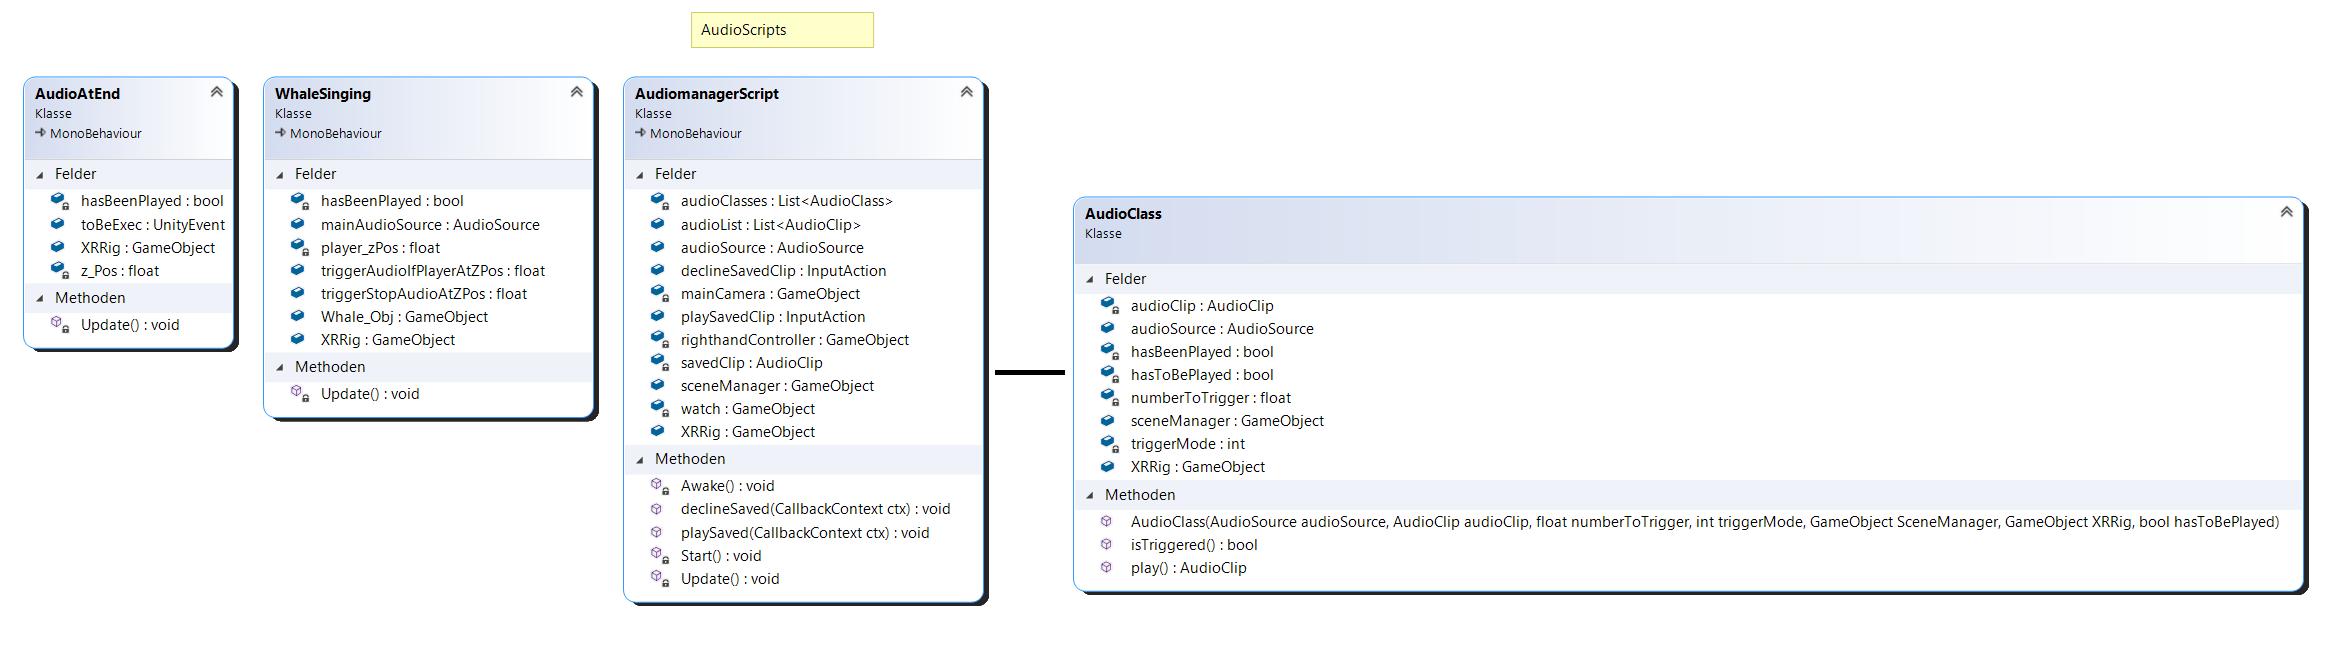 AudioScripts
AudioAtEnd
Klasse
MonoBehaviour
Felder
hasBeenPlayed : bool
toBeExec : UnityEvent
XRRig : GameObject
z_Pos : float
Methoden
Update() : void
WhaleSinging
Klasse
MonoBehaviour
Felder
hasBeenPlayed : bool
mainAudioSource : AudioSource
player_zPos : float
triggerAudioIfPlayerAtZPos : float
triggerStopAudioAtZPos : float
Whale_Obj : GameObject
XRRig : GameObject
Methoden
Update() : void
AudiomanagerScript
Klasse
MonoBehaviour
Felder
audioClasses : List<AudioClass>
audioList : List<AudioClip>
audioSource : AudioSource
declineSavedClip : InputAction
mainCamera : GameObject
playSavedClip : InputAction
righthandController : GameObject
savedClip : AudioClip
sceneManager : GameObject
watch : GameObject
XRRig : GameObject
Methoden
Awake() : void
declineSaved(CallbackContext ctx) : void
playSaved(CallbackContext ctx) : void
Start() : void
Update() : void
AudioClass
Klasse
Felder
audioClip : AudioClip
audioSource : AudioSource
hasBeenPlayed : bool
hasToBePlayed : bool
numberToTrigger : float
sceneManager : GameObject
triggerMode : int
XRRig : GameObject
Methoden
AudioClass(AudioSource audioSource, AudioClip audioClip, float numberToTrigger, int triggerMode, GameObject SceneManager, GameObject XRRig, bool hasToBePlayed)
isTriggered() : bool
play() : AudioClip